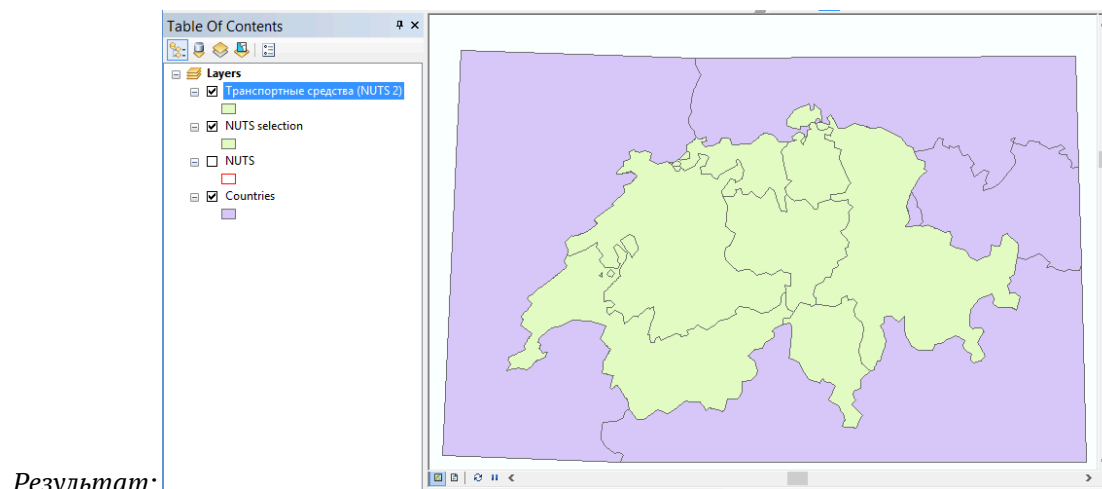 Table Of Contents
Layers
Транспортные средства (NUTS 2)
NUTS selection
NUTS
Countries
Результат: